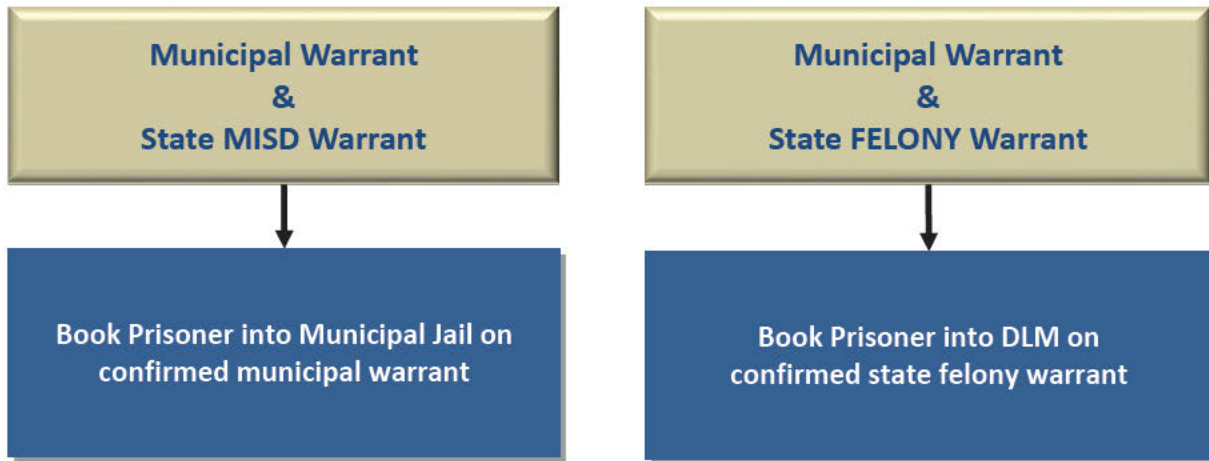 Municipal Warrant
&
State MISD Warrant
Book Prisoner into Municipal Jail on
confirmed municipal warrant
Municipal Warrant
&
State FELONY Warrant
Book Prisoner into DLM on
confirmed state felony warrant